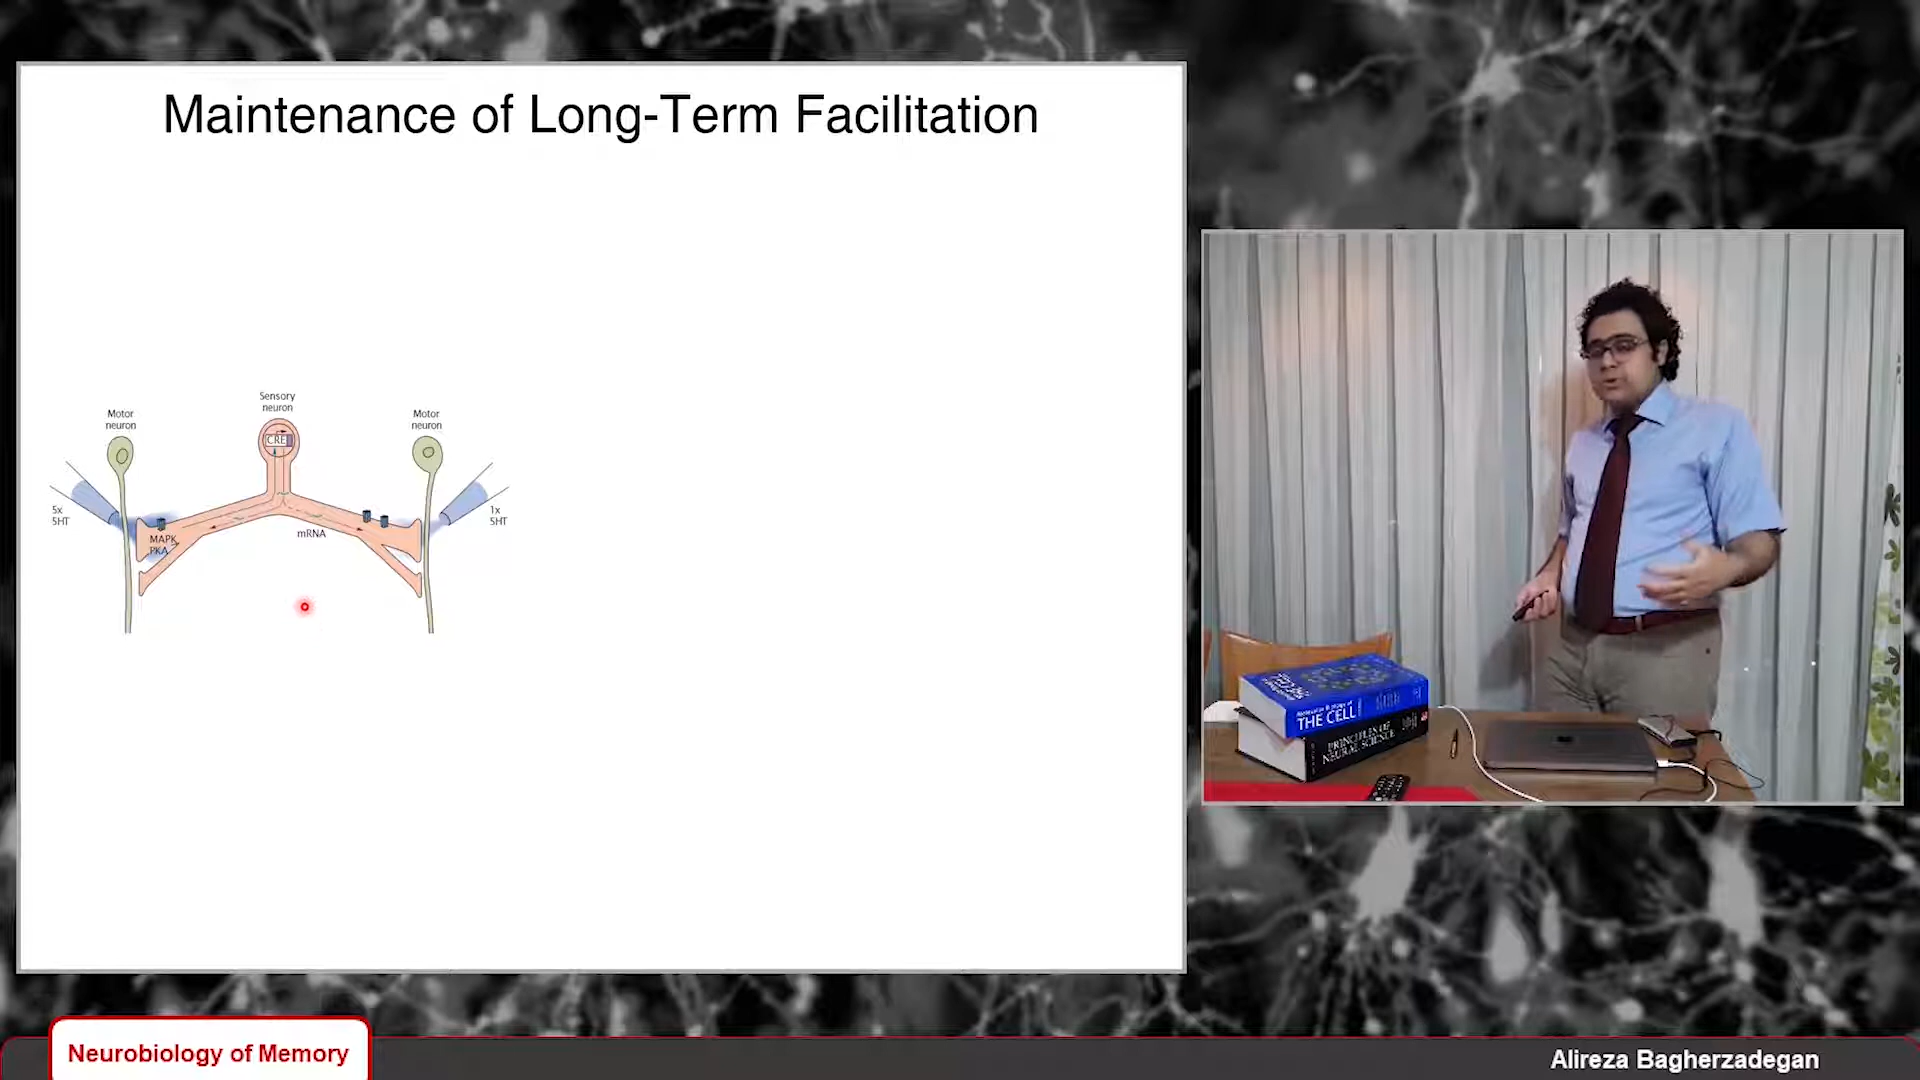 Maintenance of Long-Term Facilitation
Sensory
neuron
Motor
neuron
Motor
neuron
CRE
5x
5HT
1x
5HT
MAPK
PKA
mRNA
THE CELL
PRINCIPLES OF
NEURAL SCIENCE
Neurobiology of Memory
Alireza Bagherzadegan